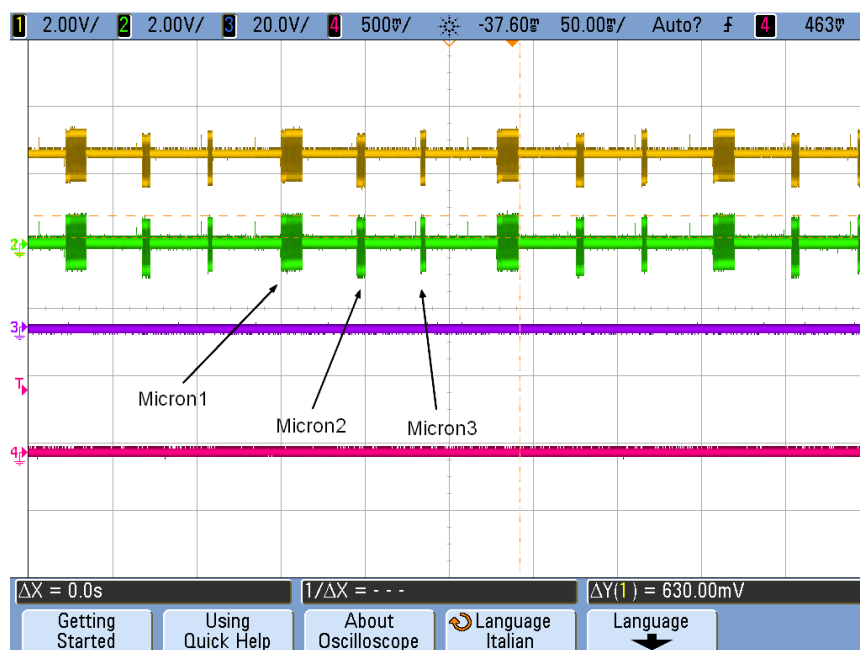 1 2.00V/ 2 2.00V/ 3 20.0V/ 4 500mV/ -37.60ms 50.00ms/ Auto? 4 463mV
2
3
T
Micron1
Micron2 Micron3
4
ΔX = 0.0s 1/ΔX = - - - ΔY(1) = 630.00mV
Getting Started
Using Quick Help
About Oscilloscope
Language Italian
Language